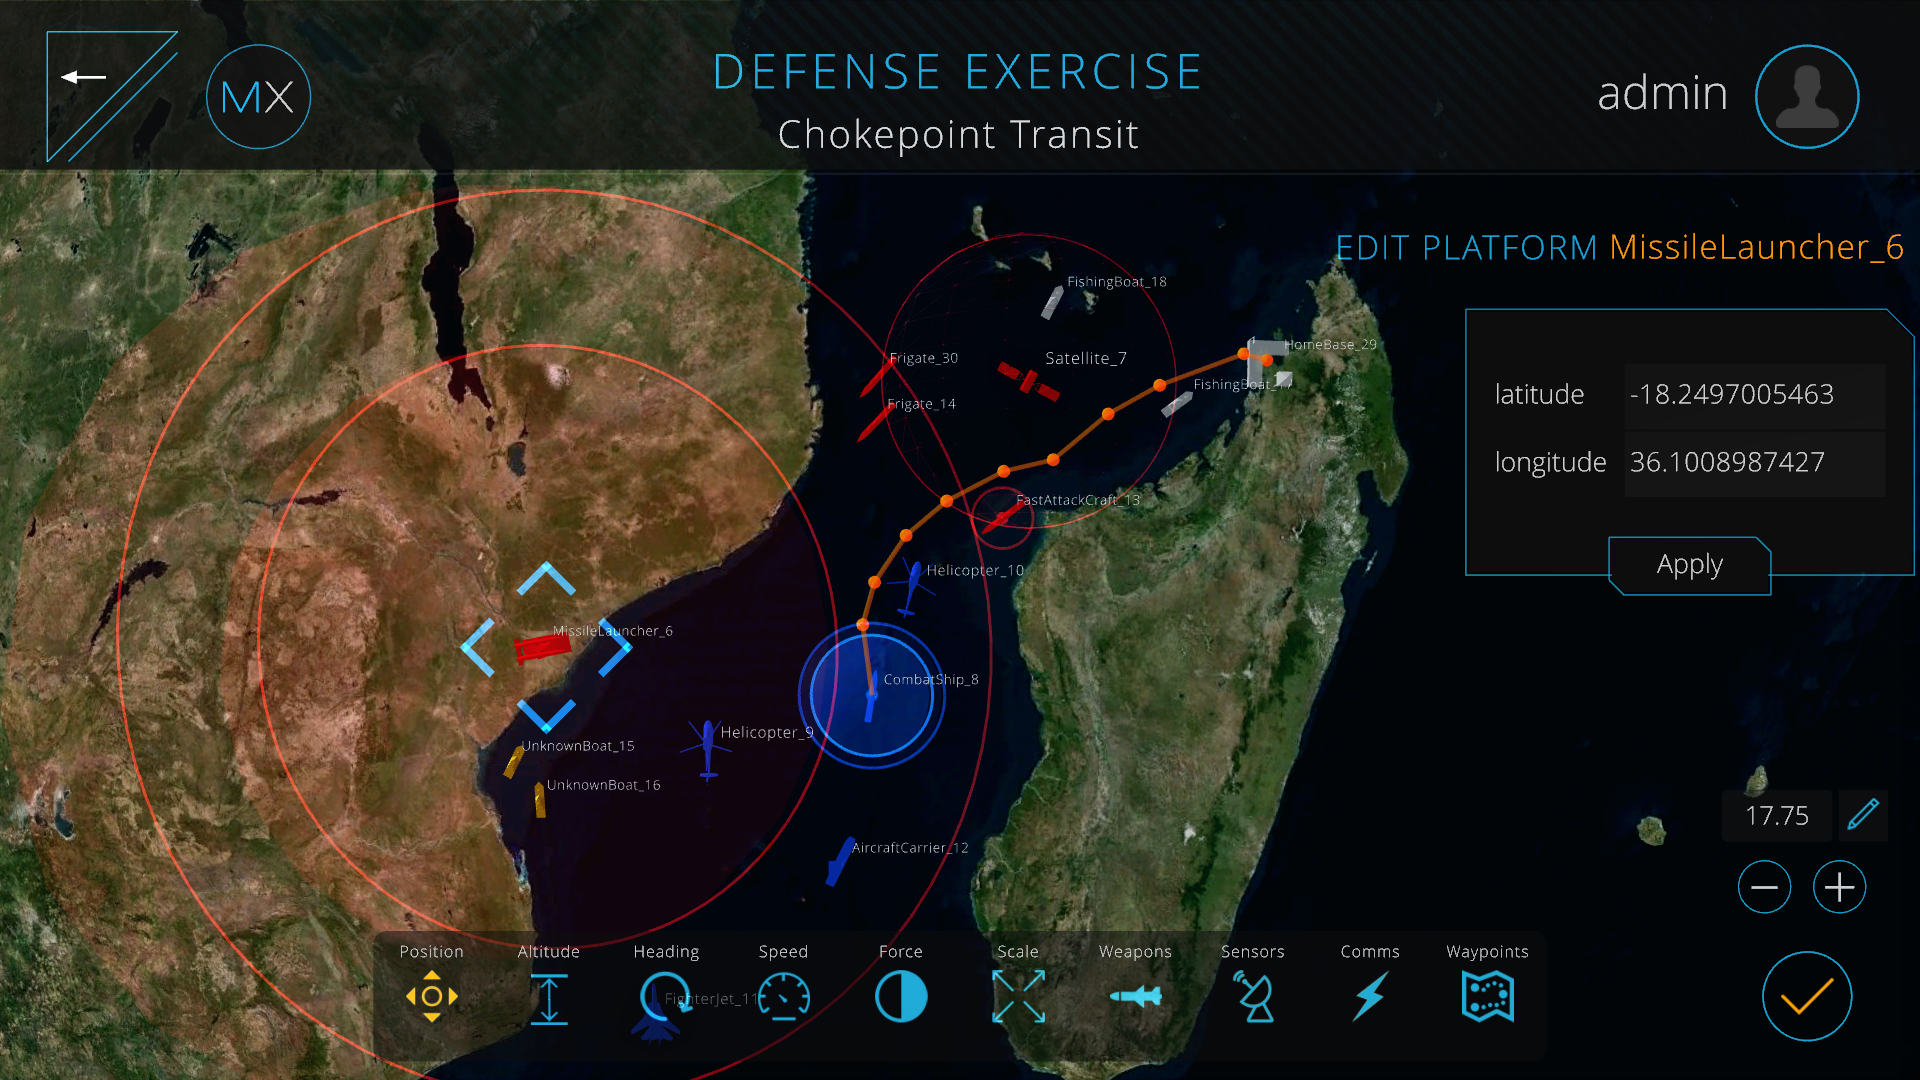 MX
DEFENSE EXERCISE
Chokepoint Transit
admin
EDIT PLATFORM MissileLauncher_6
latitude -18.2497005463
longitude 36.1008987427
Apply
FishingBoat_18
Frigate_30
Satellite_7
HomeBase_29
Frigate_14
FastAttackCraft_13
Helicopter_10
MissileLauncher_6
CombatShip_8
Helicopter_9
UnknownBoat_15
UnknownBoat_16
AircraftCarrier_12
17.75
Position Altitude Heading Speed Force Scale Weapons Sensors Comms Waypoints
FighterJet_11